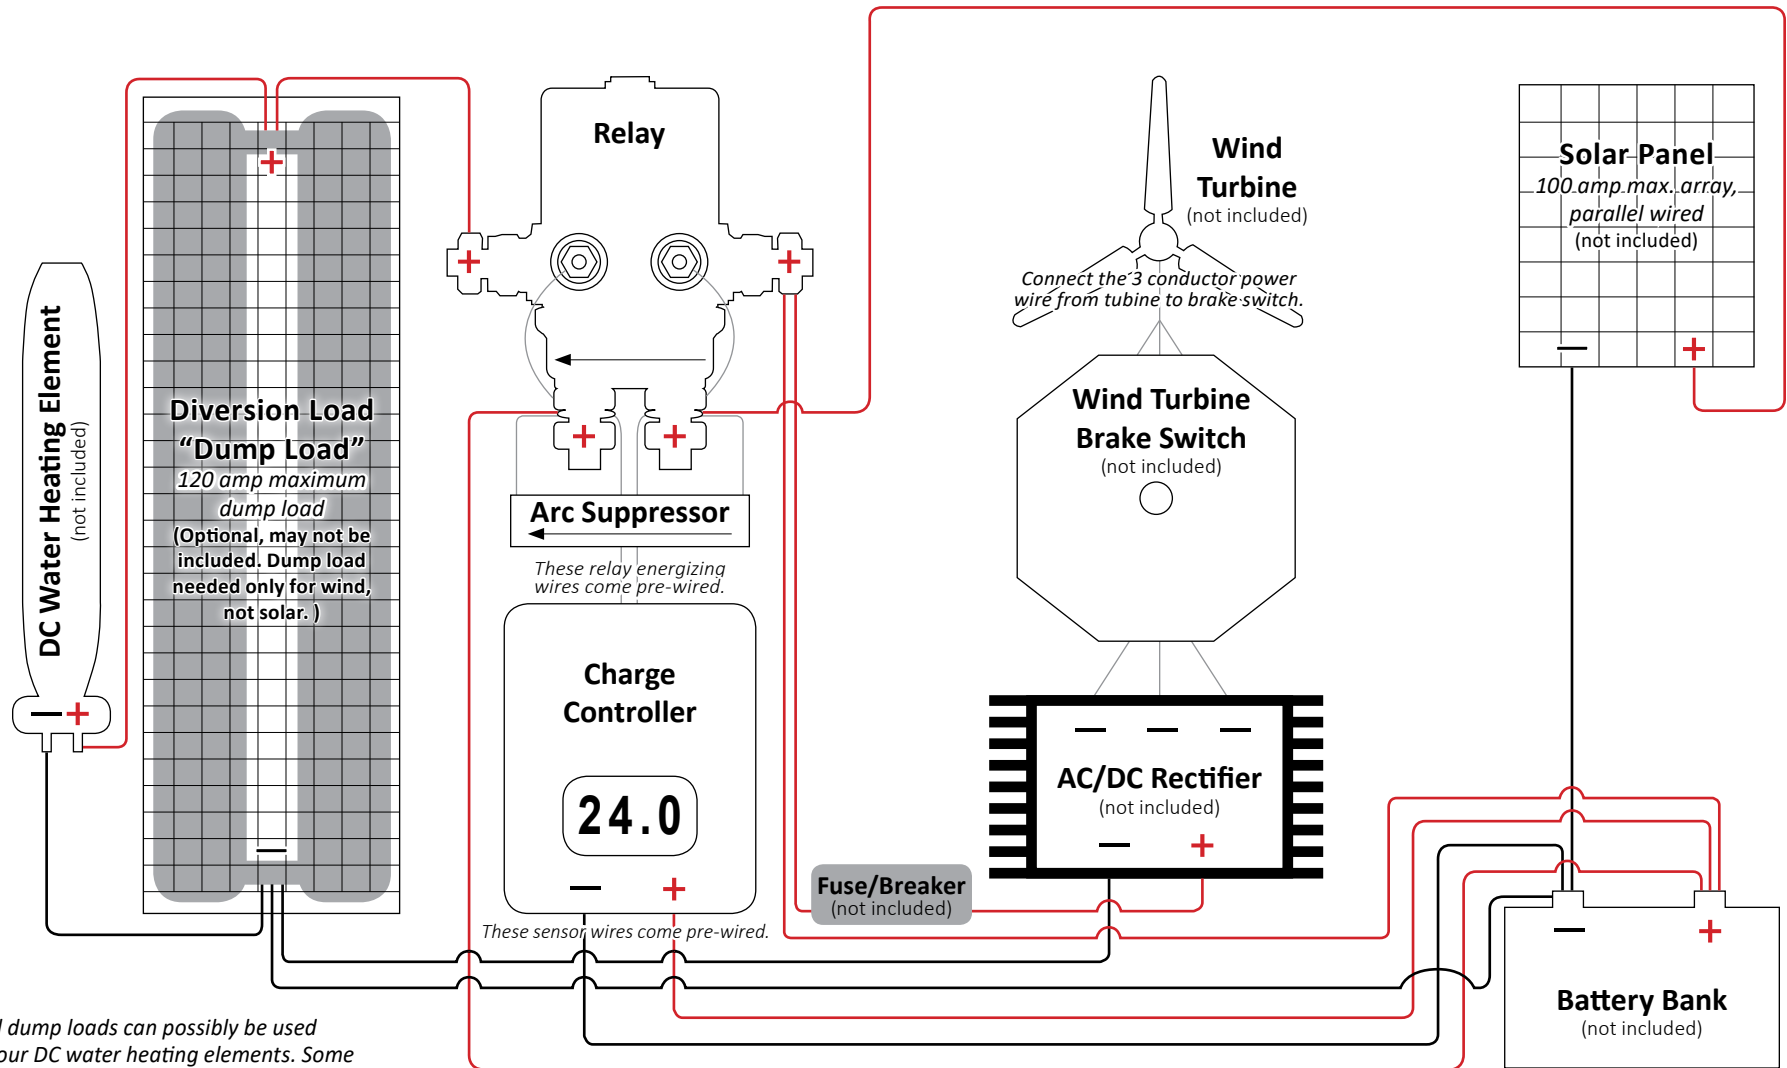 Relay
Wind
Turbine
(not included)
Connect the 3 conductor power
wire from tubine to brake switch.
Solar Panel
100 amp max. array,
parallel wired
(not included)
DC Water Heating Element
(not included)
Diversion Load
“Dump Load”
120 amp maximum
dump load
(Optional, may not be
included. Dump load
needed only for wind,
not solar. )
Arc Suppressor
These relay energizing
wires come pre-wired.
Wind Turbine
Brake Switch
(not included)
Charge
Controller
24.0
These sensor wires come pre-wired.
AC/DC Rectifier
(not included)
Fuse/Breaker
(not included)
Battery Bank
(not included)
dump loads can possibly be used
our DC water heating elements. Some